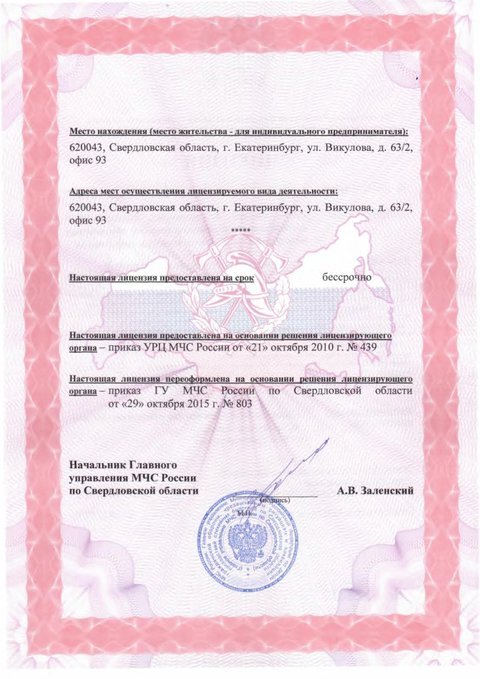 Место нахождения (место жительства - для индивидуального предпринимателя):
620043, Свердловская область, г. Екатеринбург, ул. Викулова, д. 63/2,
офис 93
Адреса мест осуществления лицензируемого вида деятельности:
620043, Свердловская область, г. Екатеринбург, ул. Викулова, д. 63/2,
офис 93
*****
Настоящая лицензия предоставлена на срок бессрочно
Настоящая лицензия предоставлена на основании решения лицензирующего
органа – приказ УРЦ МЧС России от «21» октября 2010 г. № 439
Настоящая лицензия переоформлена на основании решения лицензирующего
органа – приказ ГУ МЧС России по Свердловской области
от «29» октября 2015 г. № 803
Начальник Главного
управления МЧС России
по Свердловской области А.В. Заленский
(подпись)
М.П.